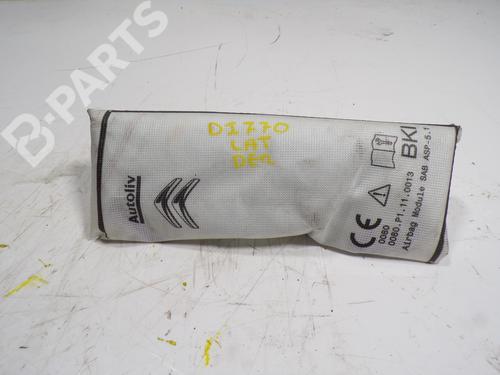 B-PARTS
D1770
LAT
DER
Autoliv
BKI
CE
0080
0080.P1.11.0013
Airbag Module SAB ASP-5.1